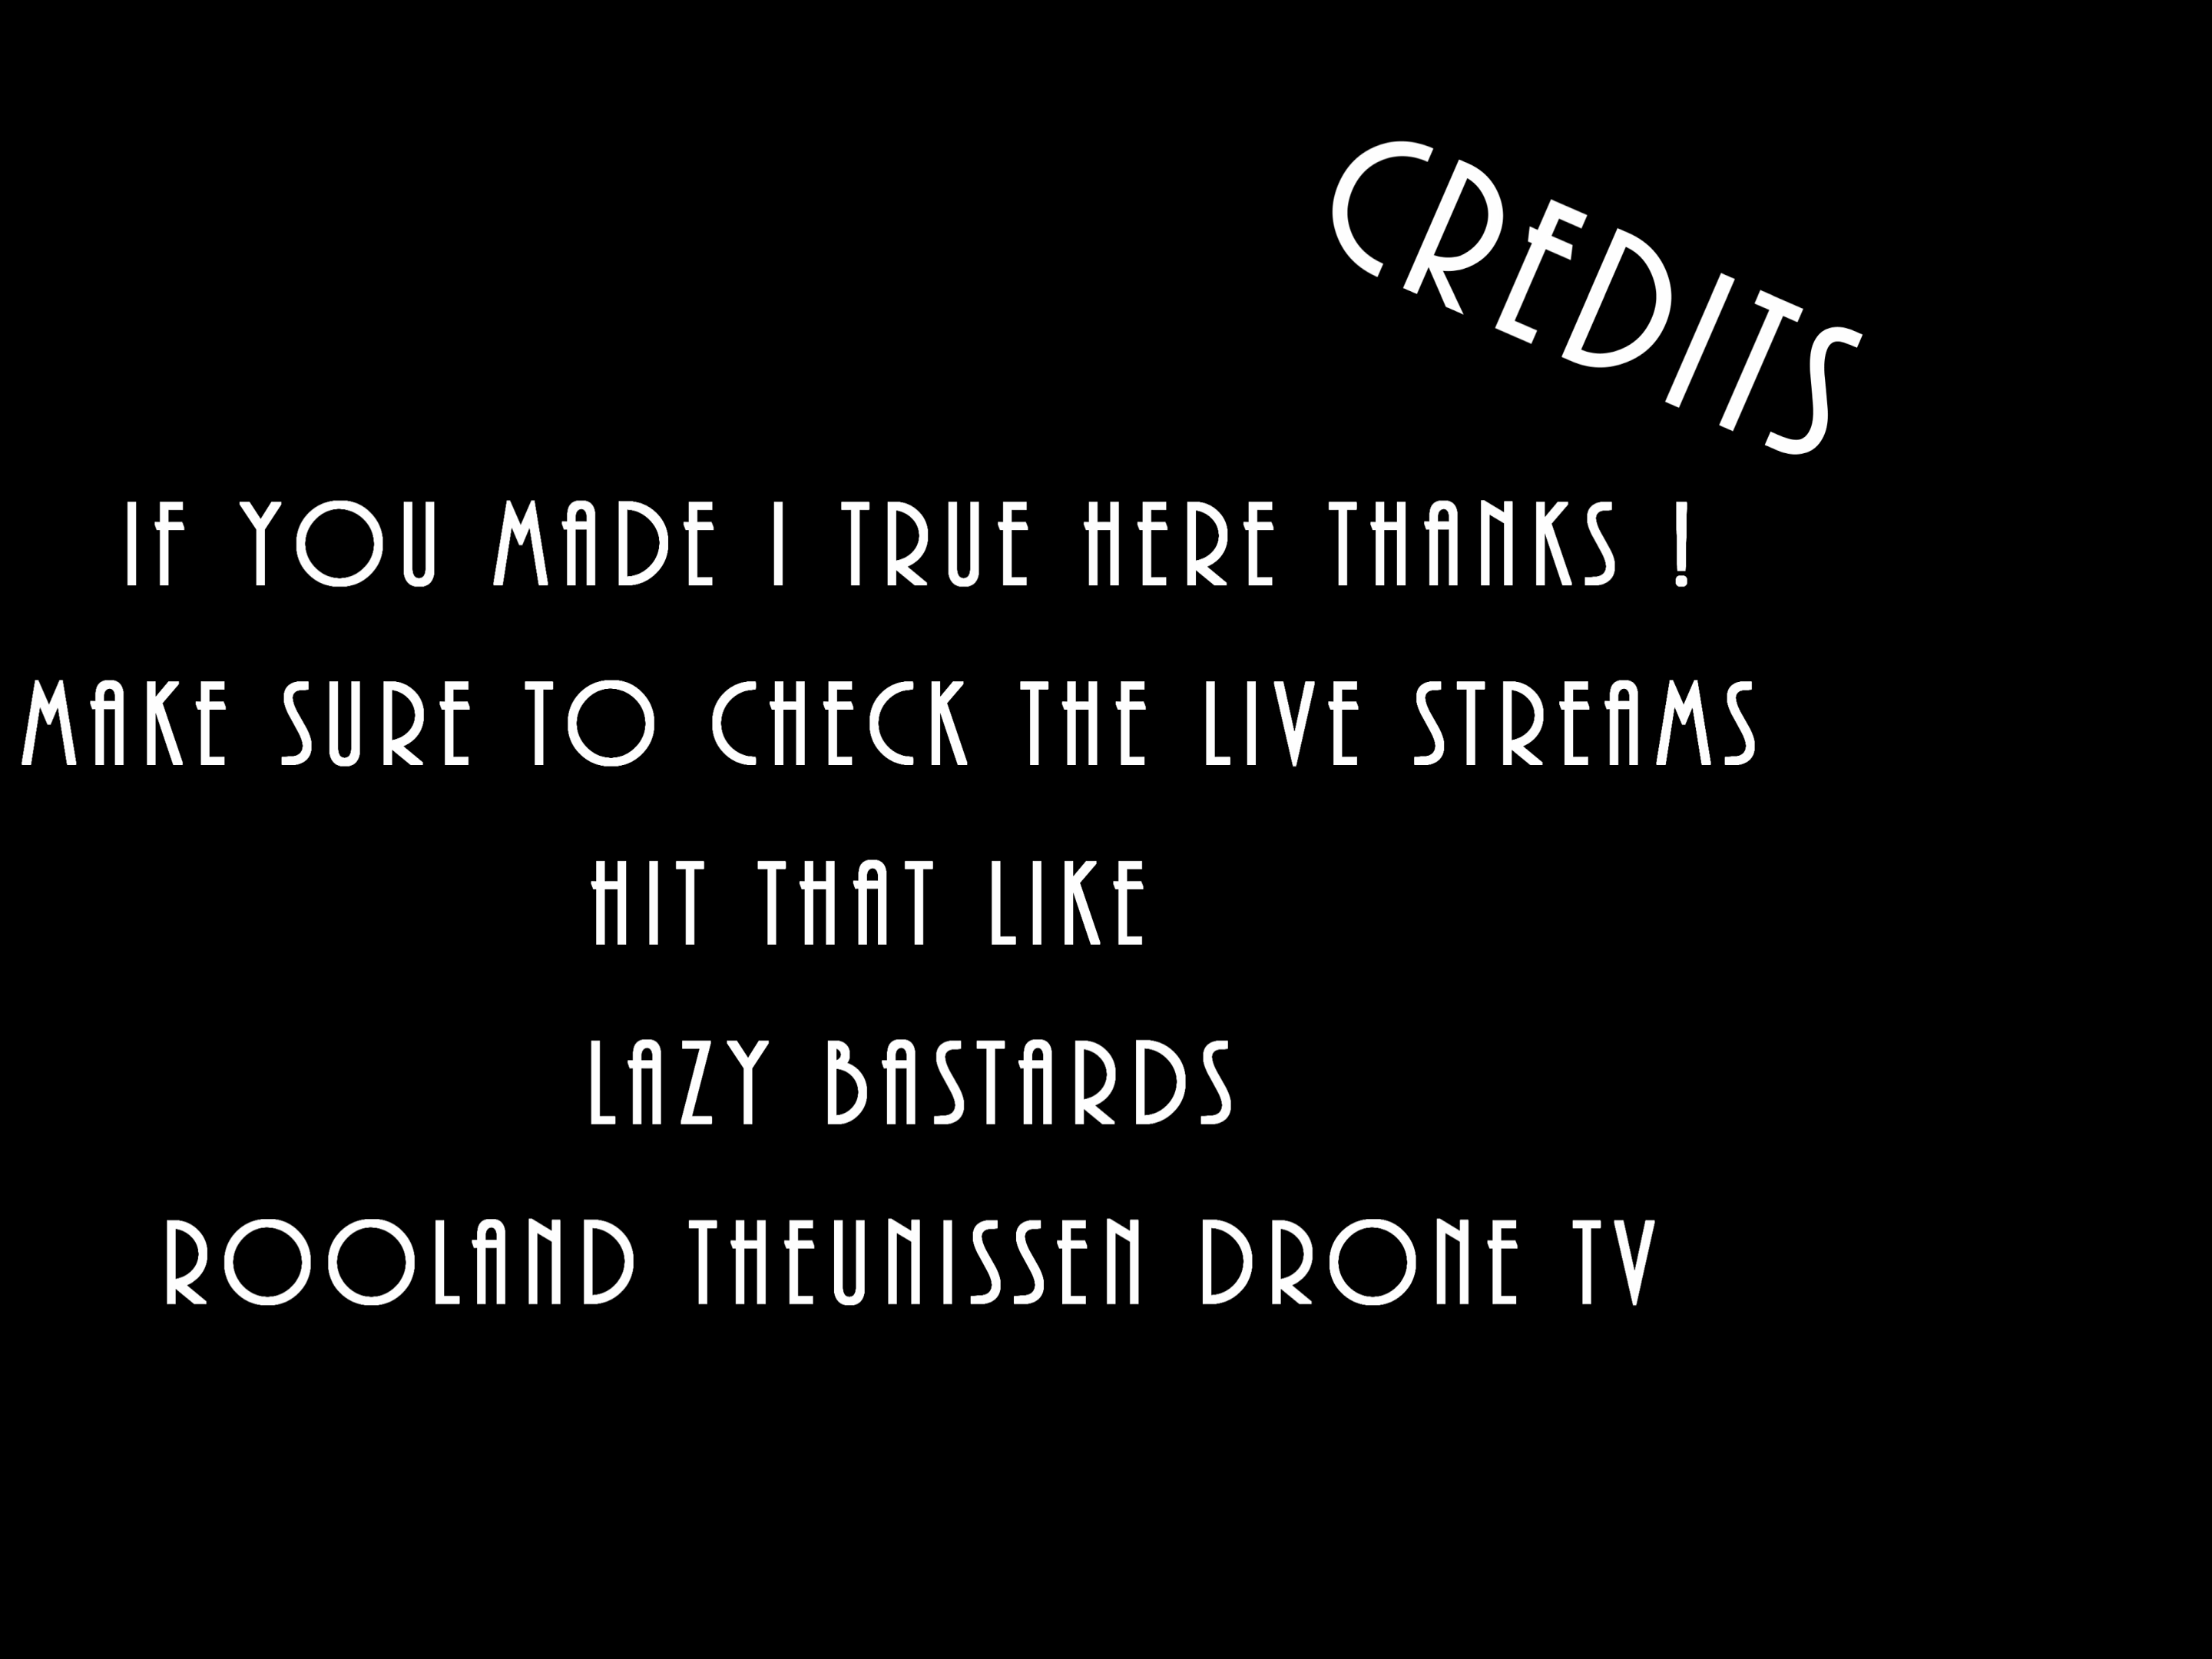 CREDITS
IF YOU MADE I TRUE HERE THANKS !
MAKE SURE TO CHECK THE LIVE STREAMS
HIT THAT LIKE
LAZY BASTARDS
ROOLAND THEUNISSEN DRONE TV